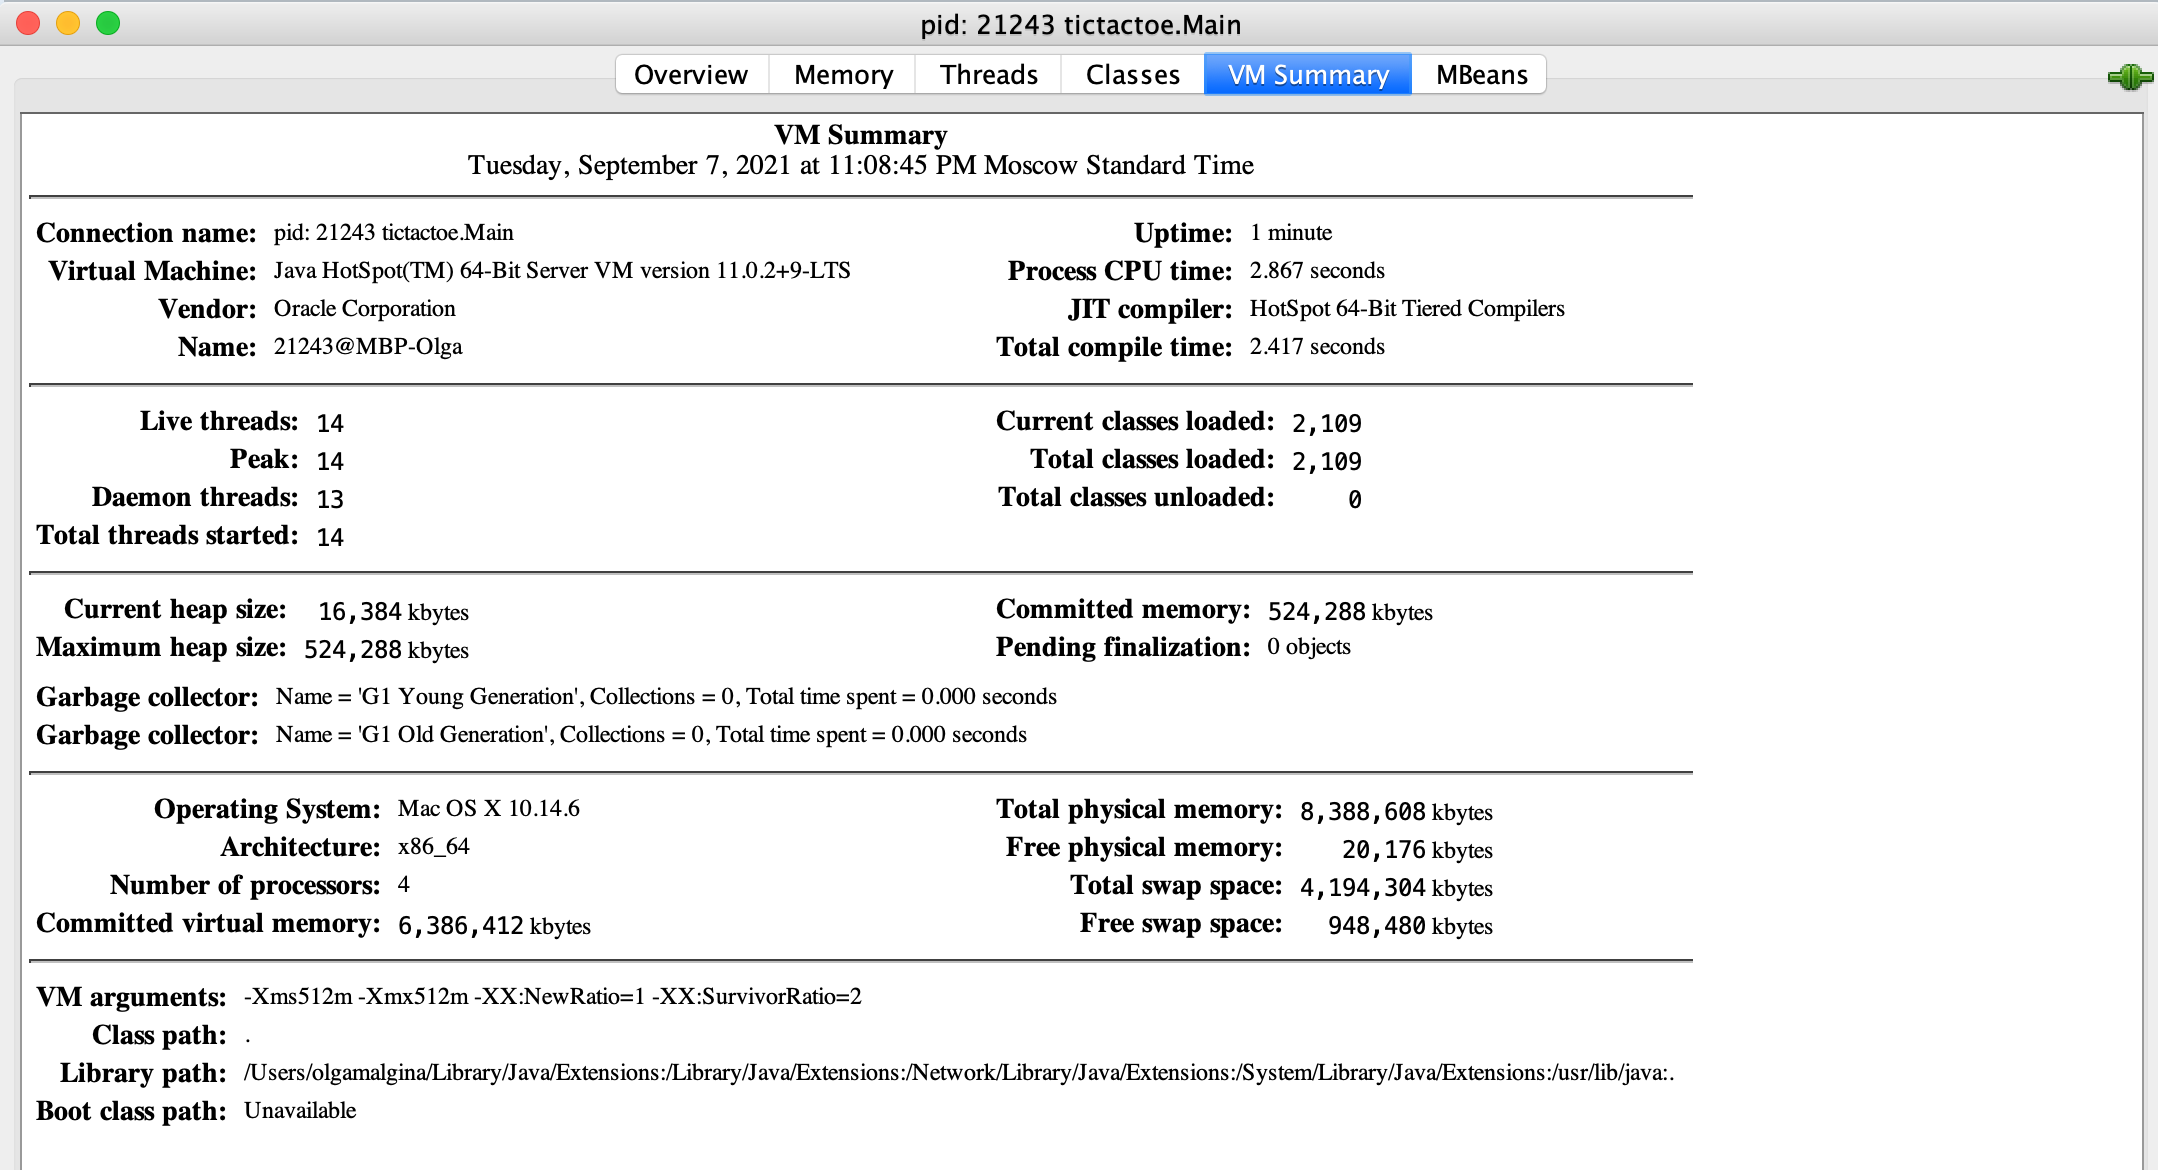 pid: 21243 tictactoe.Main
Overview Memory Threads Classes VM Summary MBeans
VM Summary
Tuesday, September 7, 2021 at 11:08:45 PM Moscow Standard Time
Connection name: pid: 21243 tictactoe.Main Uptime: 1 minute
Virtual Machine: Java HotSpot(TM) 64-Bit Server VM version 11.0.2+9-LTS Process CPU time: 2.867 seconds
Vendor: Oracle Corporation JIT compiler: HotSpot 64-Bit Tiered Compilers
Name: 21243@MBP-Olga Total compile time: 2.417 seconds
Live threads: 14 Current classes loaded: 2,109
Peak: 14 Total classes loaded: 2,109
Daemon threads: 13 Total classes unloaded: 0
Total threads started: 14
Current heap size: 16,384 kbytes Committed memory: 524,288 kbytes
Maximum heap size: 524,288 kbytes Pending finalization: 0 objects
Garbage collector: Name = 'G1 Young Generation', Collections = 0, Total time spent = 0.000 seconds
Garbage collector: Name = 'G1 Old Generation', Collections = 0, Total time spent = 0.000 seconds
Operating System: Mac OS X 10.14.6 Total physical memory: 8,388,608 kbytes
Architecture: x86_64 Free physical memory: 20,176 kbytes
Number of processors: 4 Total swap space: 4,194,304 kbytes
Committed virtual memory: 6,386,412 kbytes Free swap space: 948,480 kbytes
VM arguments: -Xms512m -Xmx512m -XX:NewRatio=1 -XX:SurvivorRatio=2
Class path: .
Library path: /Users/olgamalgina/Library/Java/Extensions:/Library/Java/Extensions:/Network/Library/Java/Extensions:/System/Library/Java/Extensions:/usr/lib/java:.
Boot class path: Unavailable